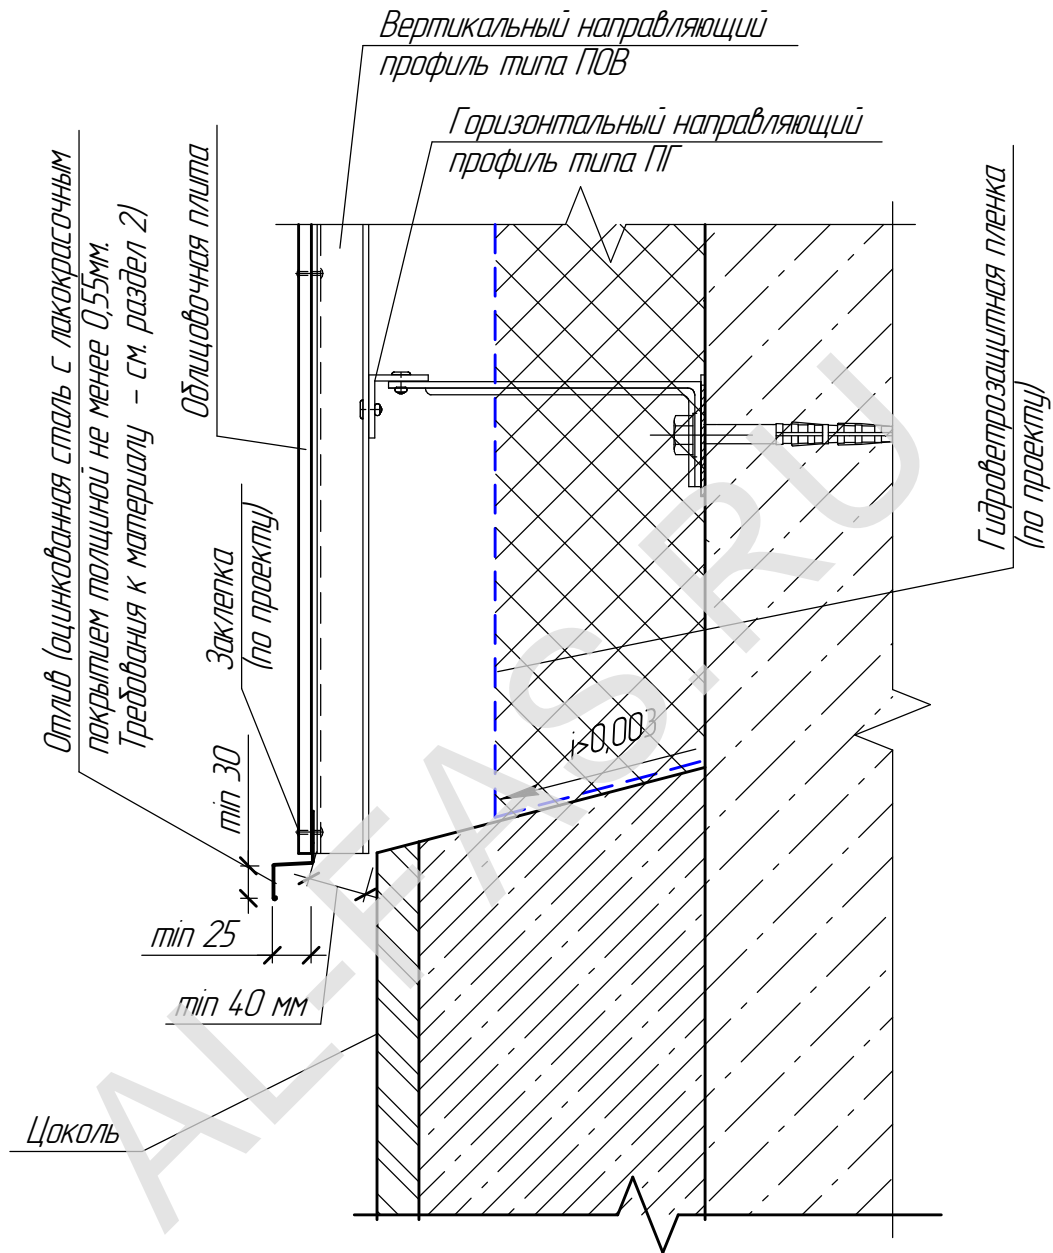 Вертикальный направляющий
профиль типа ПОВ
Горизонтальный направляющий
профиль типа ПГ
Отлив (оцинкованная сталь с лакокрасочным
покрытием толщиной не менее 0,55мм.
Требования к материалу - см. раздел 2)
Облицовочная плита
Заклепка
(по проекту)
Гидроветрозащитная пленка
(по проекту)
i>0,003
min 30
min 25
min 40 мм
Цоколь
AL-FAS.RU